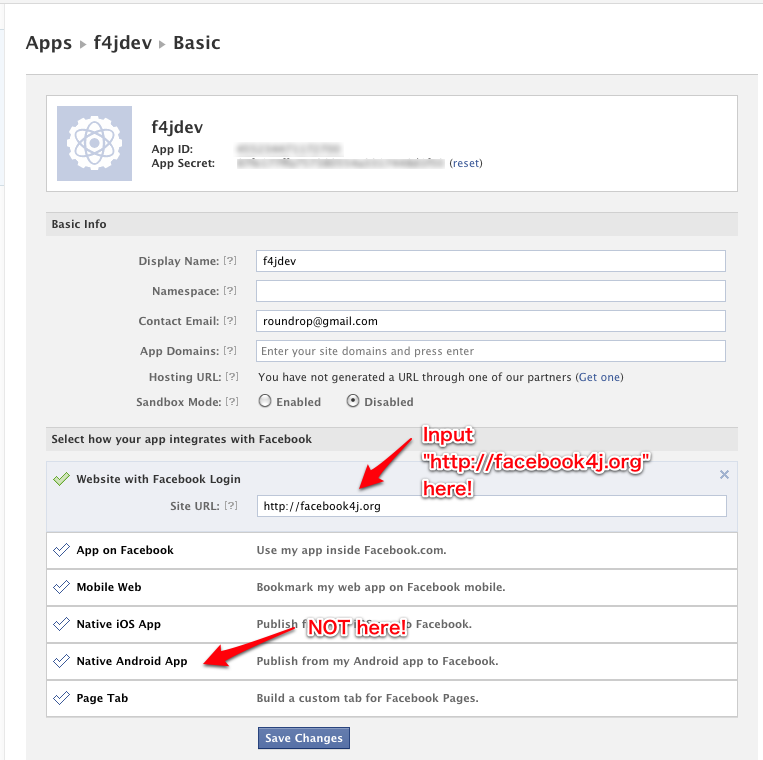 Apps ▸ f4jdev ▸ Basic
f4jdev
App ID:
App Secret: (reset)
Basic Info
Display Name: [?] f4jdev
Namespace: [?]
Contact Email: [?] roundrop@gmail.com
App Domains: [?] Enter your site domains and press enter
Hosting URL: [?] You have not generated a URL through one of our partners (Get one)
Sandbox Mode: [?] Enabled Disabled
Select how your app integrates with Facebook
Input
"http://facebook4j.org"
here!
Website with Facebook Login
Site URL: [?] http://facebook4j.org
App on Facebook Use my app inside Facebook.com.
Mobile Web Bookmark my web app on Facebook mobile.
Native iOS App Publish to Facebook.
NOT here!
Native Android App Publish from my Android app to Facebook.
Page Tab Build a custom tab for Facebook Pages.
Save Changes